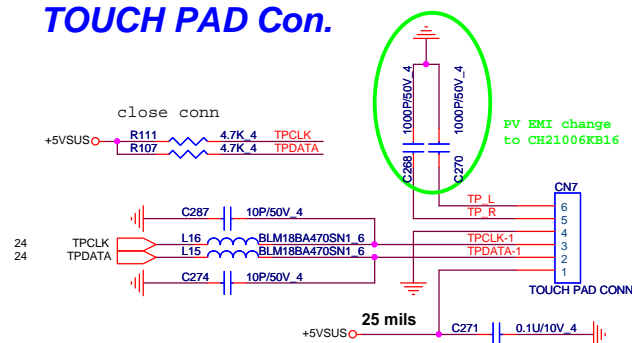 TOUCH PAD Con.
close conn
+5VSUS
R111 4.7K_4 TPCLK
R107 4.7K_4 TPDATA
1000P/50V_4
1000P/50V_4
C268
C270
PV EMI change
to CH21006KB16
CN7
TP_L 6
TP_R 5
4
TPCLK-1 3
TPDATA-1 2
1
TOUCH PAD CONN
C287 10P/50V_4
24 TPCLK L16 BLM18BA470SN1_6
24 TPDATA L15 BLM18BA470SN1_6
C274 10P/50V_4
25 mils
+5VSUS
C271 0.1U/10V_4